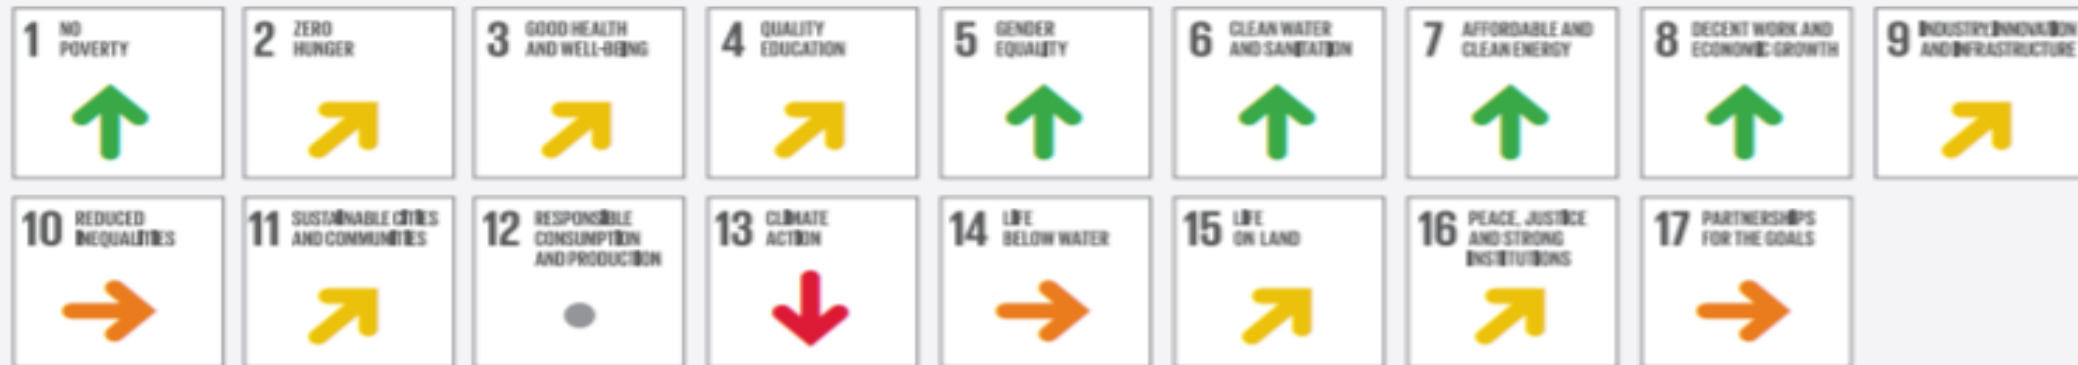 1 NO
POVERTY
2 ZERO
HUNGER
3 GOOD HEALTH
AND WELL-BEING
4 QUALITY
EDUCATION
5 GENDER
EQUALITY
6 CLEAN WATER
AND SANITATION
7 AFFORDABLE AND
CLEAN ENERGY
8 DECENT WORK AND
ECONOMIC GROWTH
9 INDUSTRY, INNOVATION
AND INFRASTRUCTURE
10 REDUCED
INEQUALITIES
11 SUSTAINABLE CITIES
AND COMMUNITIES
12 RESPONSIBLE
CONSUMPTION
AND PRODUCTION
13 CLIMATE
ACTION
14 LIFE
BELOW WATER
15 LIFE
ON LAND
16 PEACE, JUSTICE
AND STRONG
INSTITUTIONS
17 PARTNERSHIPS
FOR THE GOALS